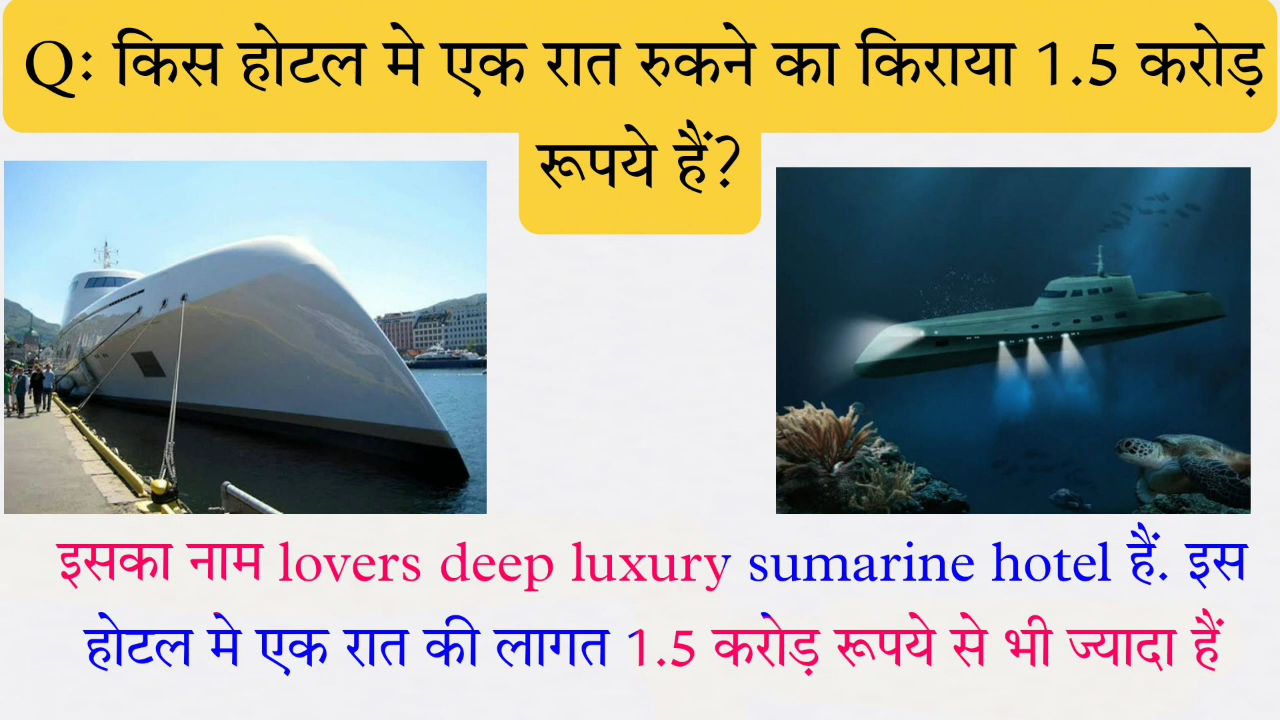 Q: किस होटल मे एक रात रुकने का किराया 1.5 करोड़
रूपये हैं?
इसका नाम lovers deep luxury sumarine hotel हैं. इस
होटल मे एक रात की लागत 1.5 करोड़ रूपये से भी ज्यादा हैं